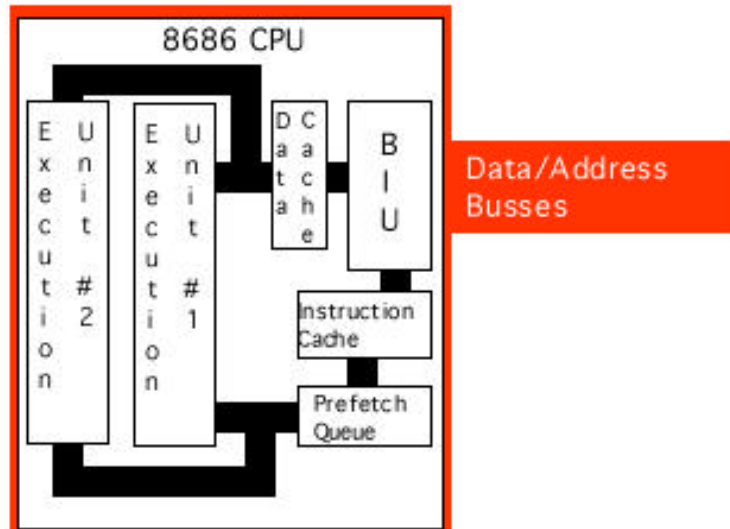 8686 CPU
Execution
Unit #2
Execution
Unit #1
Data
Cache
BIU
Data/Address
Busses
Instruction
Cache
Prefetch
Queue